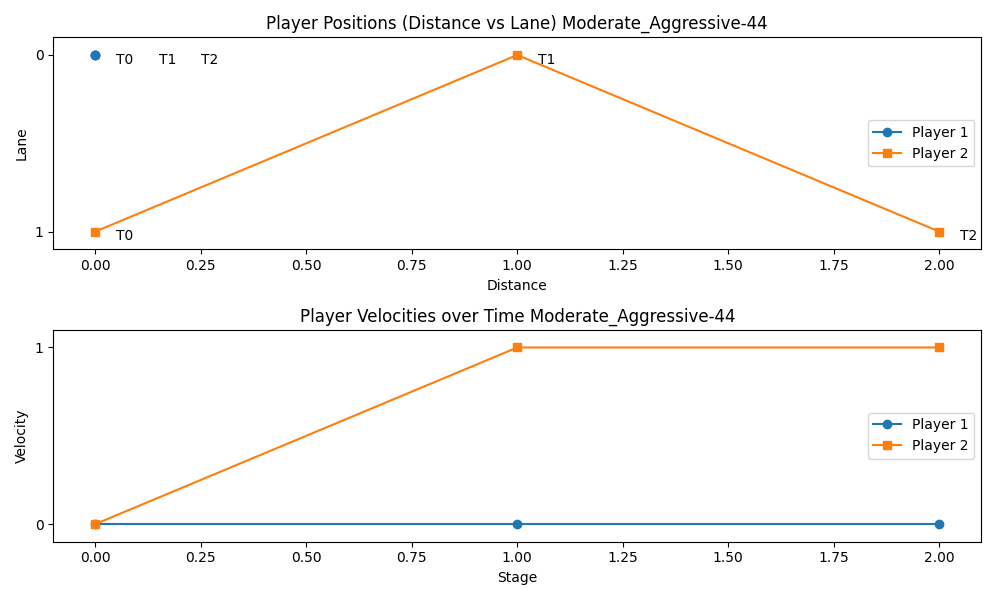 Player Positions (Distance vs Lane) Moderate_Aggressive-44
0
T0 T1 T2 T1
Lane
Player 1
Player 2
1
T0 T2
0.00 0.25 0.50 0.75 1.00 1.25 1.50 1.75 2.00
Distance
Player Velocities over Time Moderate_Aggressive-44
1
Velocity
Player 1
Player 2
0
0.00 0.25 0.50 0.75 1.00 1.25 1.50 1.75 2.00
Stage